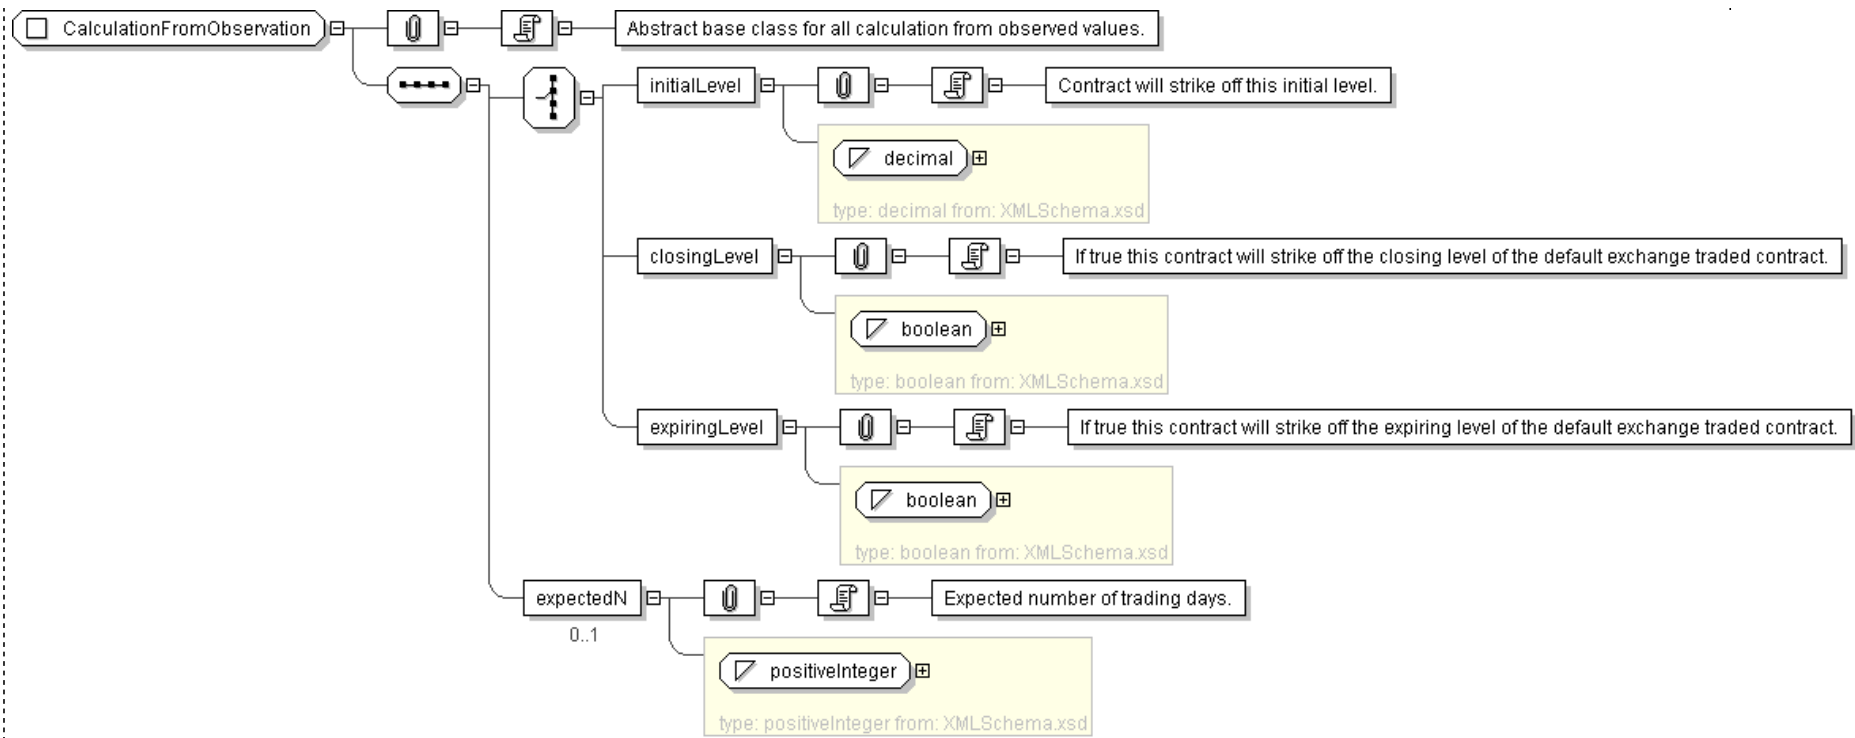 CalculationFromObservation
Abstract base class for all calculation from observed values.
initialLevel
Contract will strike off this initial level.
decimal
type: decimal from: XMLSchema.xsd
closingLevel
If true this contract will strike off the closing level of the default exchange traded contract.
boolean
type: boolean from: XMLSchema.xsd
expiringLevel
If true this contract will strike off the expiring level of the default exchange traded contract.
boolean
type: boolean from: XMLSchema.xsd
expectedN
Expected number of trading days.
0..1
positiveInteger
type: positiveInteger from: XMLSchema.xsd